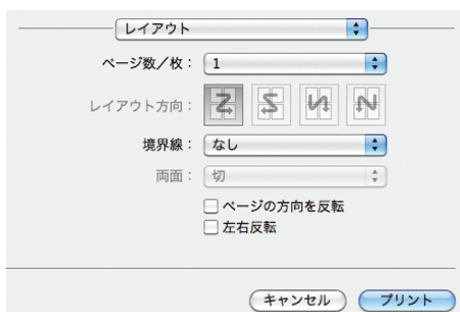 レイアウト
ページ数／枚： 1
レイアウト方向：
境界線： なし
両面： 切
ページの方向を反転
左右反転
キャンセル プリント